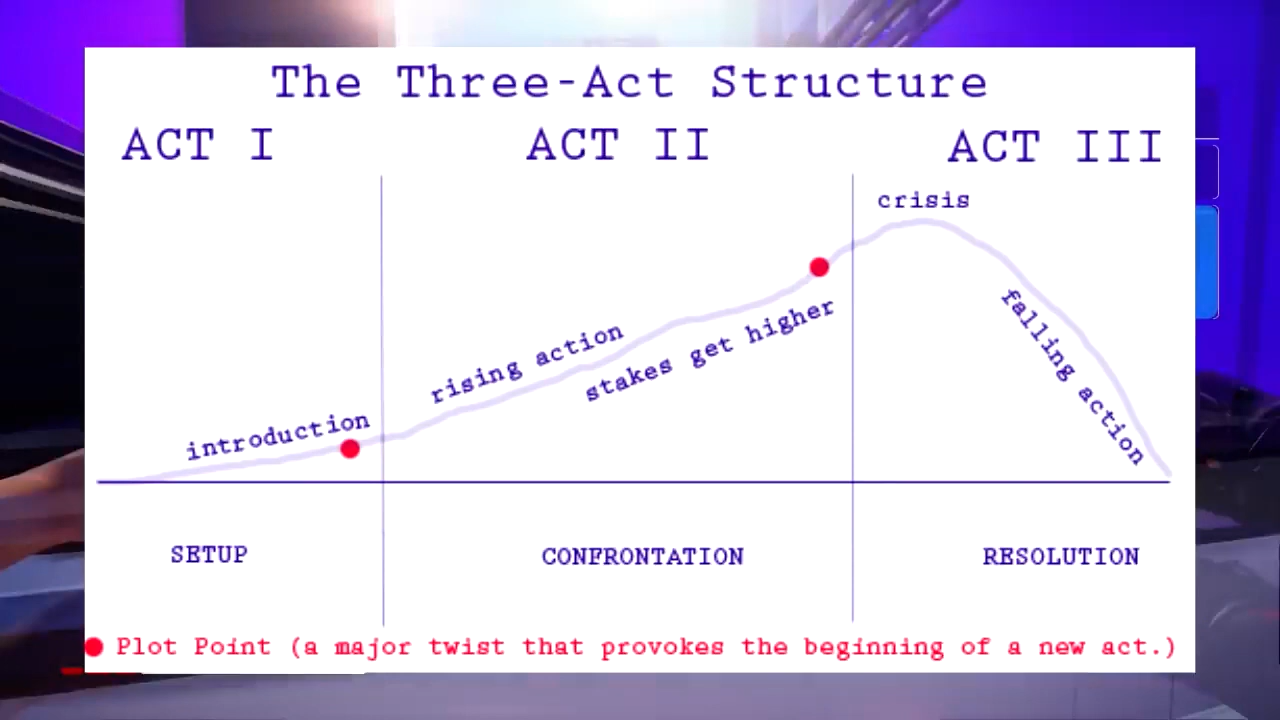 The Three-Act Structure
ACT I
ACT II
ACT III
crisis
introduction
rising action
stakes get higher
falling action
SETUP
CONFRONTATION
RESOLUTION
Plot Point (a major twist that provokes the beginning of a new act.)